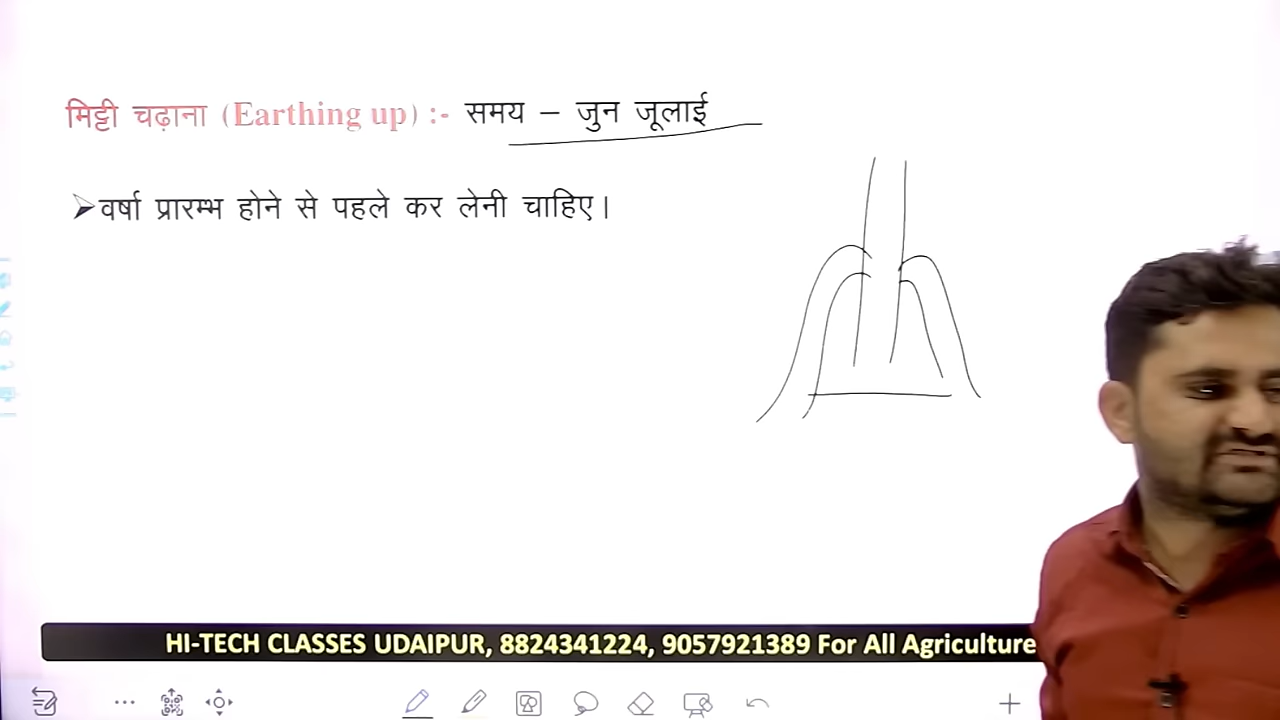 मिट्टी चढ़ाना (Earthing up) :- समय – जुन जूलाई
➢वर्षा प्रारम्भ होने से पहले कर लेनी चाहिए।
HI-TECH CLASSES UDAIPUR, 8824341224, 9057921389 For All Agriculture